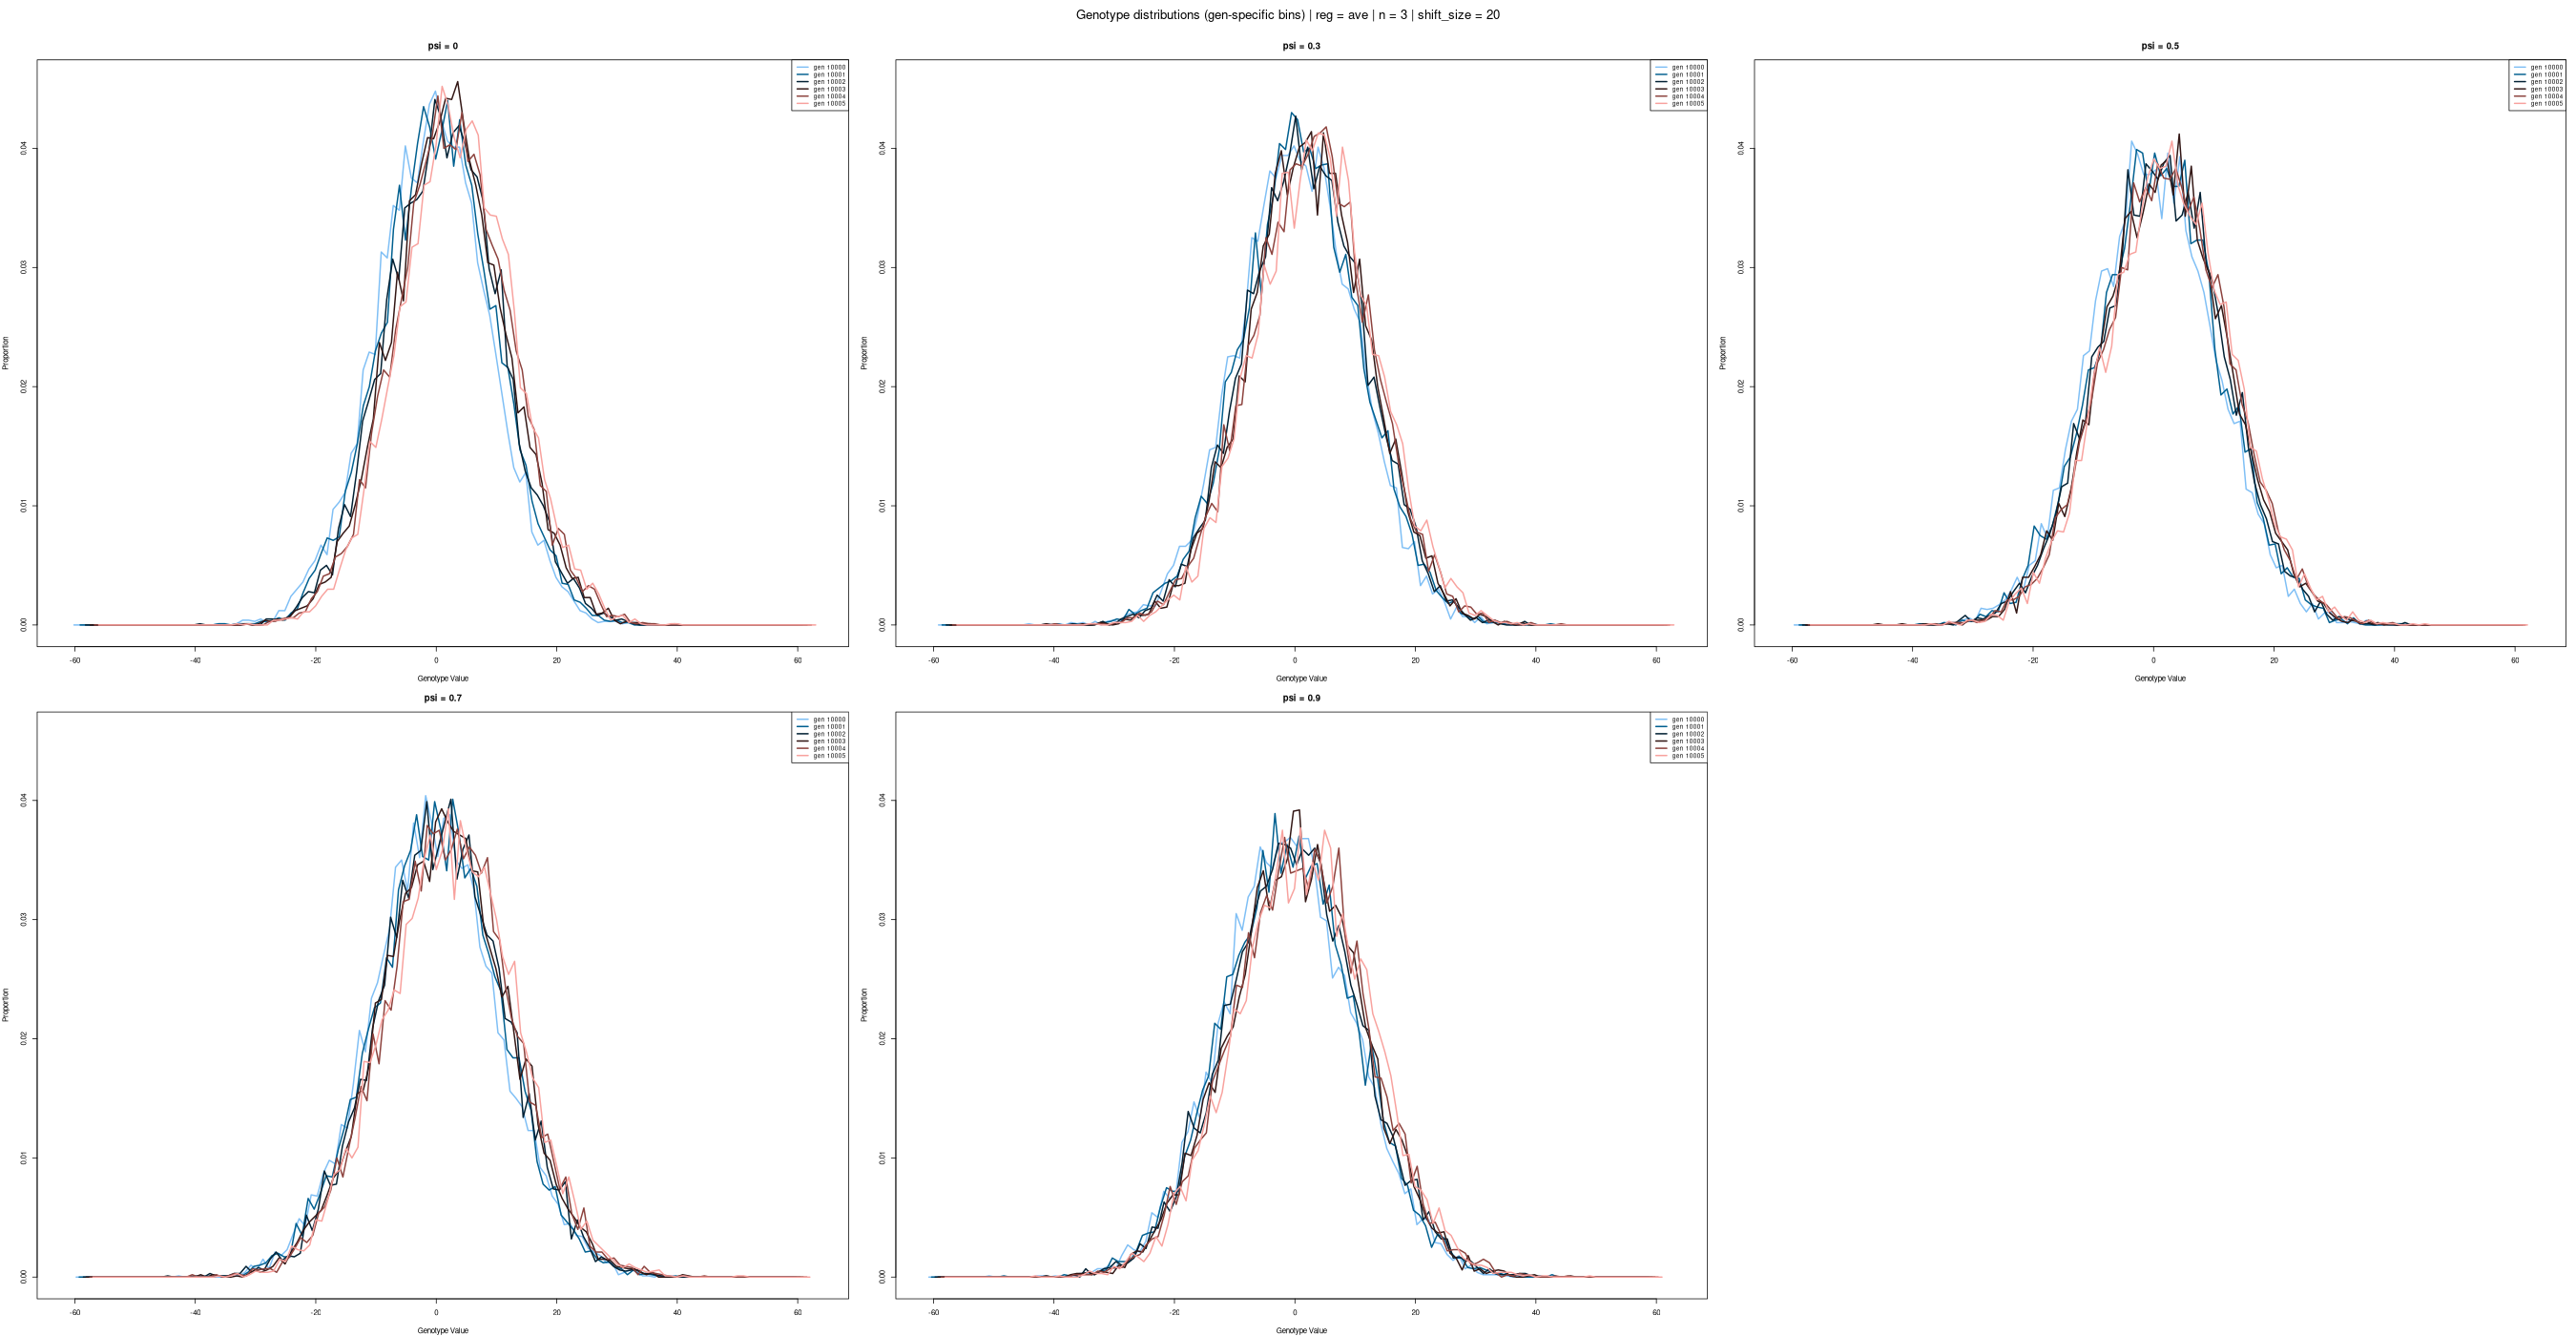 Genotype distributions (gen-specific bins) | reg = ave | n = 3 | shift_size = 20
psi = 0
gen 10000
gen 10001
gen 10002
gen 10003
gen 10004
gen 10005
Proportion
0.04
0.03
0.02
0.01
0.00
-60 -40 -20 0 20 40 60
Genotype Value
psi = 0.3
gen 10000
gen 10001
gen 10002
gen 10003
gen 10004
gen 10005
Proportion
0.04
0.03
0.02
0.01
0.00
-60 -40 -20 0 20 40 60
Genotype Value
psi = 0.5
gen 10000
gen 10001
gen 10002
gen 10003
gen 10004
gen 10005
Proportion
0.04
0.03
0.02
0.01
0.00
-60 -40 -20 0 20 40 60
Genotype Value
psi = 0.7
gen 10000
gen 10001
gen 10002
gen 10003
gen 10004
gen 10005
Proportion
0.04
0.03
0.02
0.01
0.00
-60 -40 -20 0 20 40 60
Genotype Value
psi = 0.9
gen 10000
gen 10001
gen 10002
gen 10003
gen 10004
gen 10005
Proportion
0.04
0.03
0.02
0.01
0.00
-60 -40 -20 0 20 40 60
Genotype Value